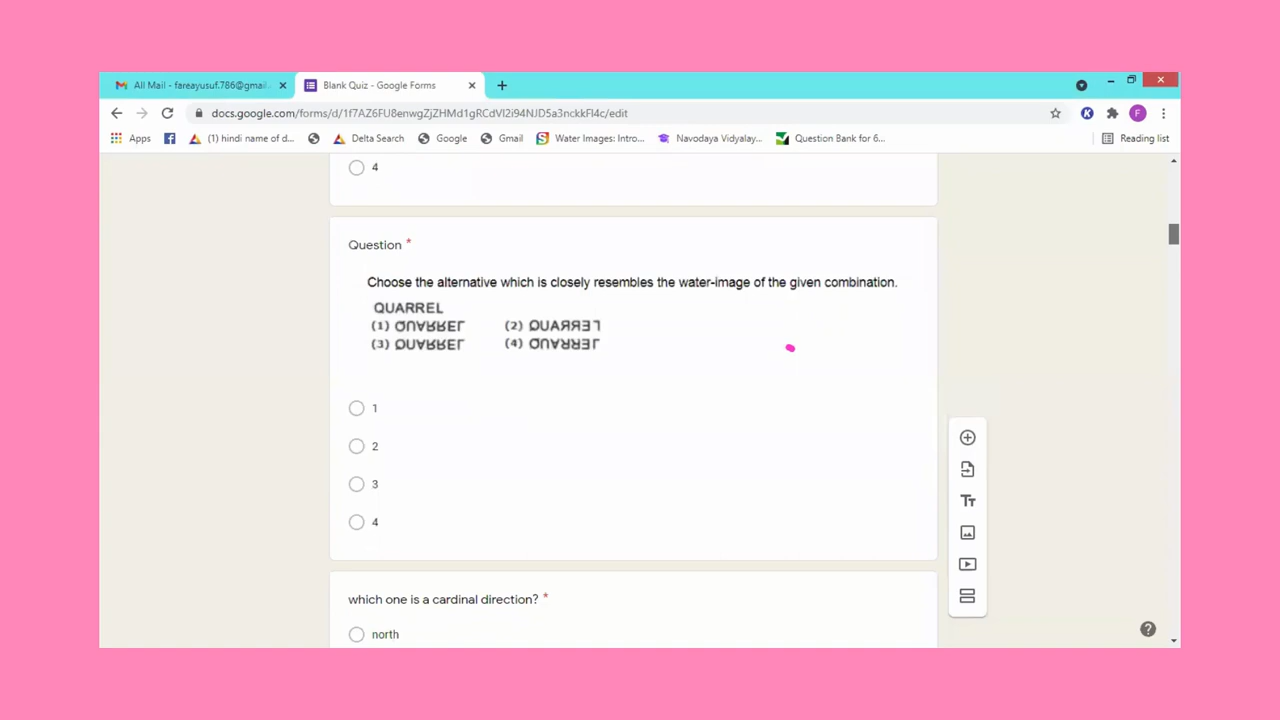 All Mail - fareayusuf.786@gmail.
Blank Quiz - Google Forms
docs.google.com/forms/d/1f7AZ6FU8enwgZjZHMd1gRCdVl2i94NJD5a3nckkFl4c/edit
Apps
(1) hindi name of d...
Delta Search
Google
Gmail
Water Images: Intro...
Navodaya Vidyalay...
Question Bank for 6...
Reading list
4
Question *
Choose the alternative which is closely resembles the water-image of the given combination.
QUARREL
(1)
(2)
(3)
(4)
1
2
3
4
which one is a cardinal direction? *
north